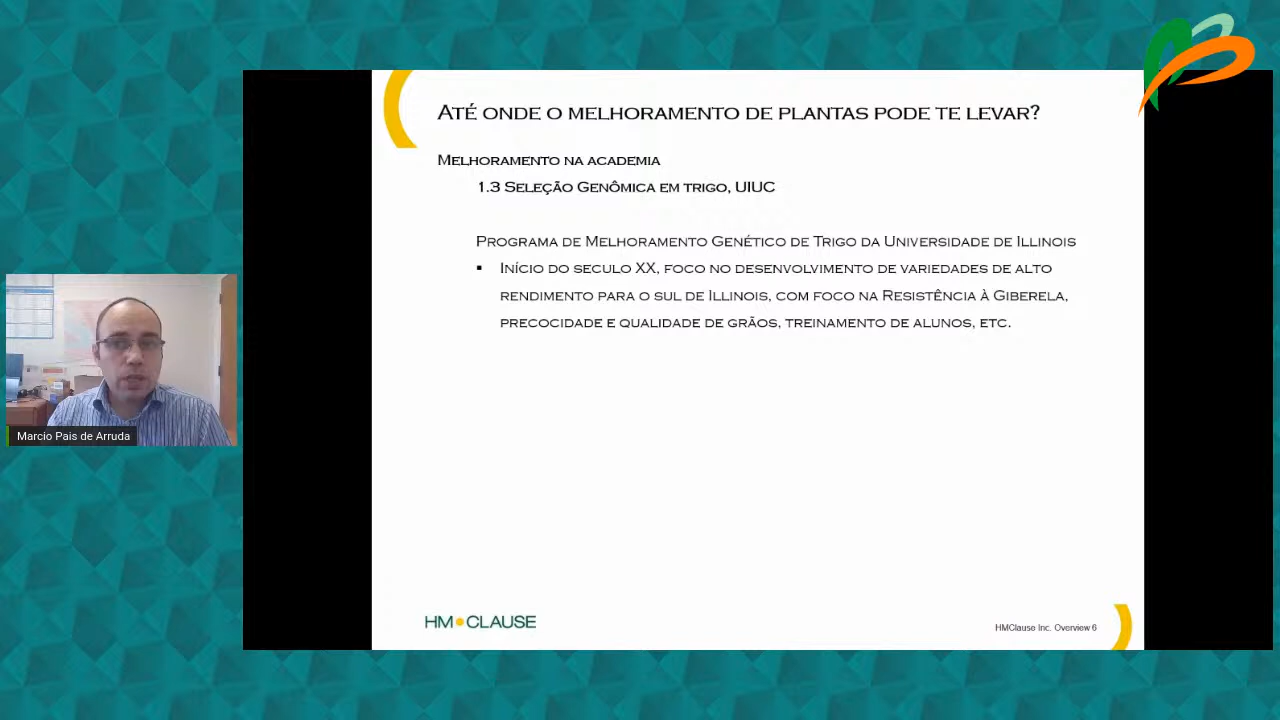 ATÉ ONDE O MELHORAMENTO DE PLANTAS PODE TE LEVAR?
MELHORAMENTO NA ACADEMIA
1.3 SELEÇÃO GENÔMICA EM TRIGO, UIUC
PROGRAMA DE MELHORAMENTO GENÉTICO DE TRIGO DA UNIVERSIDADE DE ILLINOIS
▪ INÍCIO DO SECULO XX, FOCO NO DESENVOLVIMENTO DE VARIEDADES DE ALTO
RENDIMENTO PARA O SUL DE ILLINOIS, COM FOCO NA RESISTÊNCIA À GIBERELA,
PRECOCIDADE E QUALIDADE DE GRÃOS, TREINAMENTO DE ALUNOS, ETC.
Marcio Pais de Arruda
HM•CLAUSE
HMClause Inc. Overview 6